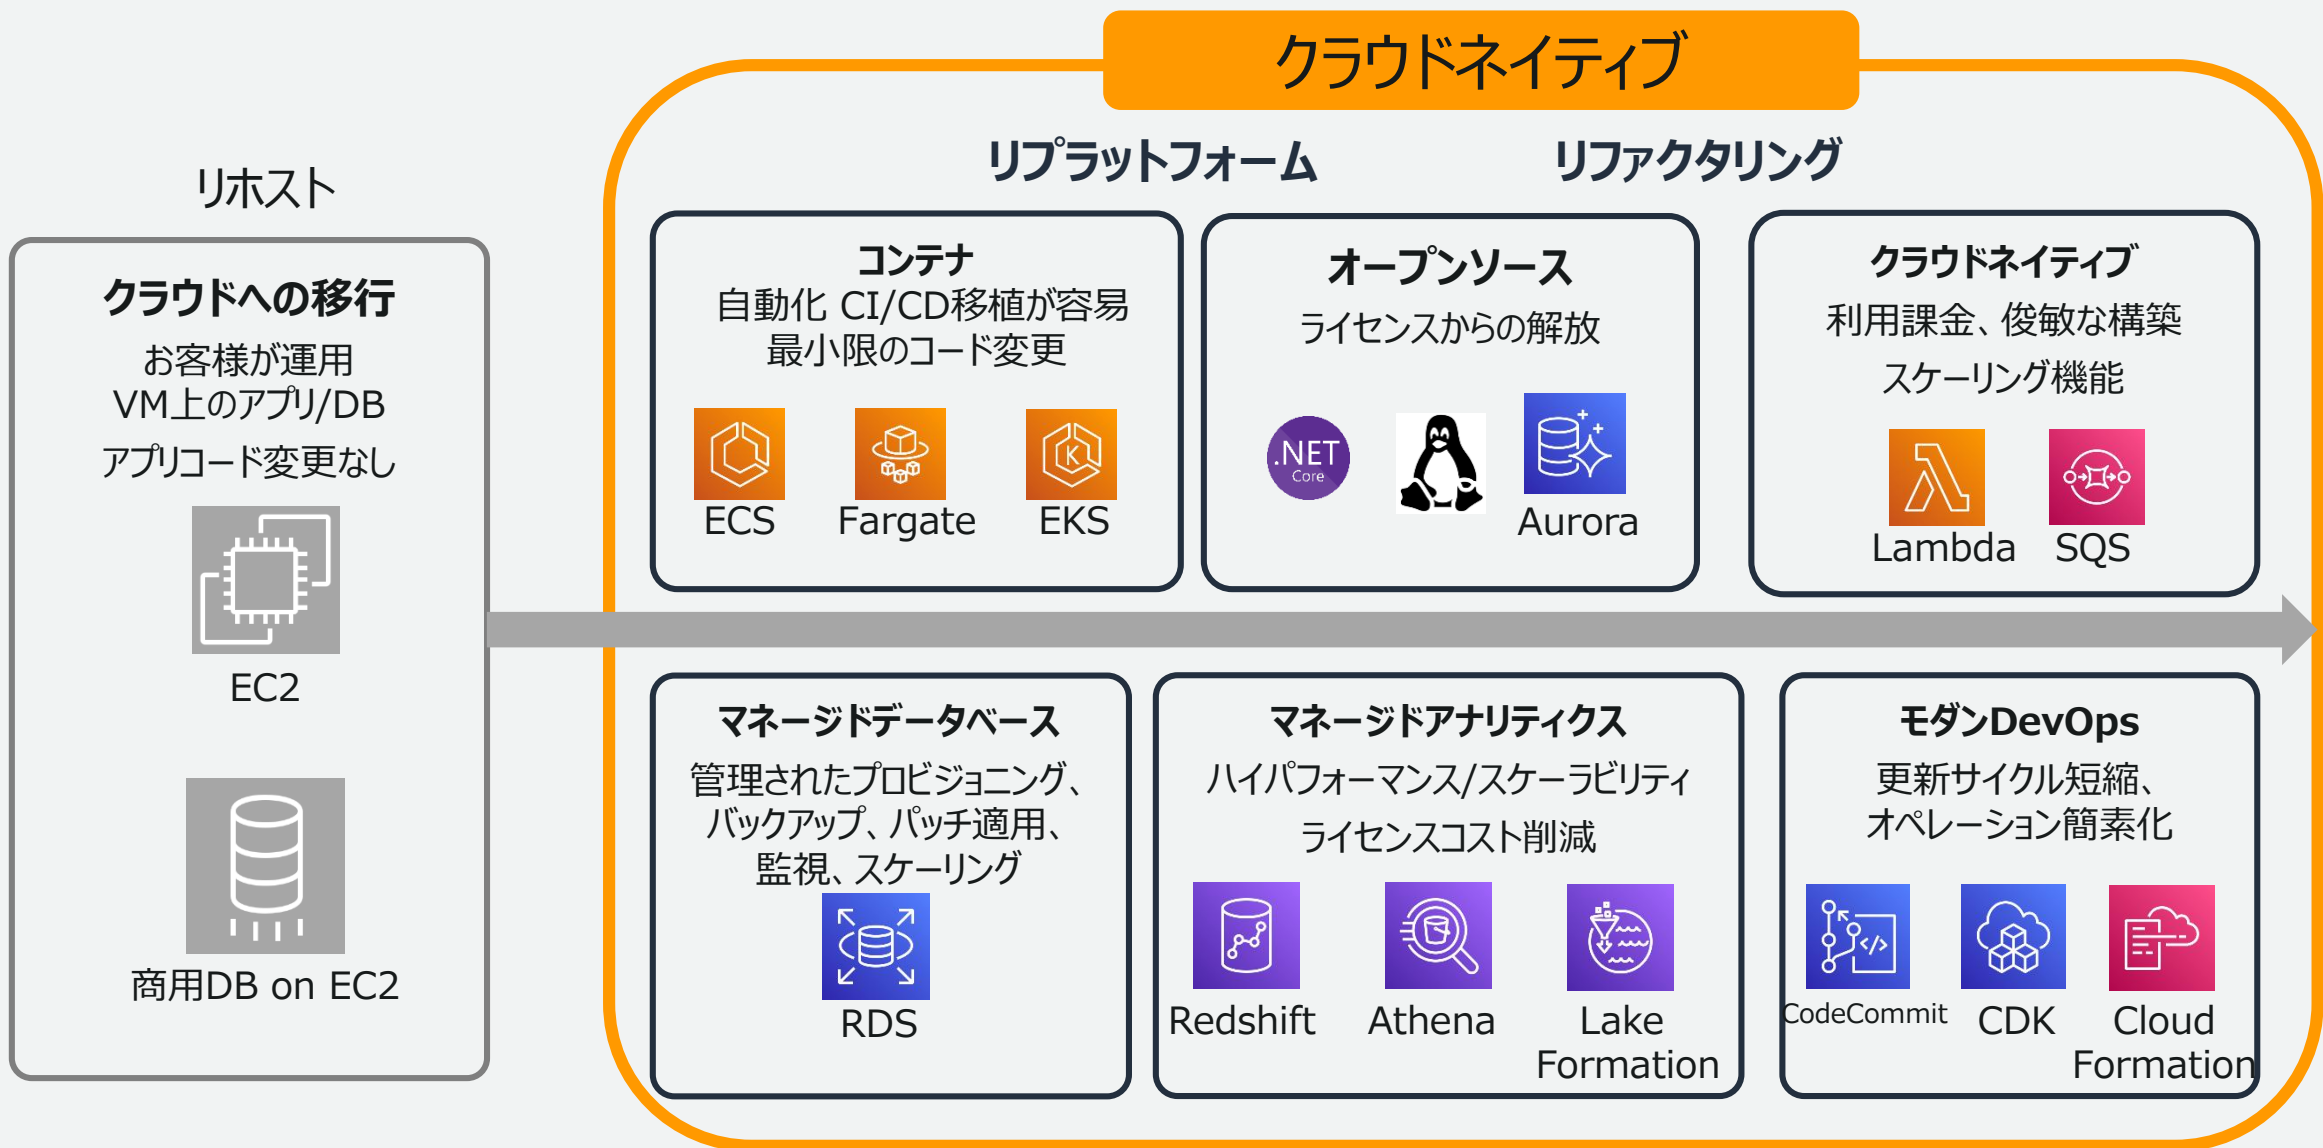 クラウドネイティブ
リプラットフォーム
リファクタリング
リホスト
クラウドへの移行
お客様が運用
VM上のアプリ/DB
アプリコード変更なし
EC2
商用DB on EC2
コンテナ
自動化 CI/CD移植が容易
最小限のコード変更
ECS
Fargate
EKS
オープンソース
ライセンスからの解放
.NET
Core
Aurora
クラウドネイティブ
利用課金、俊敏な構築
スケーリング機能
Lambda
SQS
マネージドデータベース
管理されたプロビジョニング、
バックアップ、パッチ適用、
監視、スケーリング
RDS
マネージドアナリティクス
ハイパフォーマンス/スケーラビリティ
ライセンスコスト削減
Redshift
Athena
Lake
Formation
モダンDevOps
更新サイクル短縮、
オペレーション簡素化
CodeCommit
CDK
Cloud
Formation